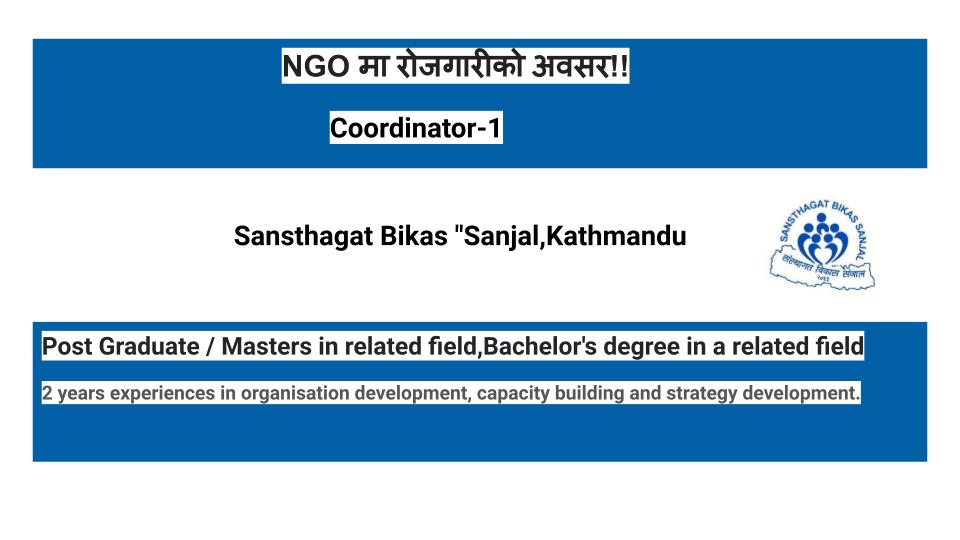 NGO मा रोजगारीको अवसर!!
Coordinator-1
Sansthagat Bikas "Sanjal,Kathmandu
SANSTHAGAT BIKAS SANJAL
संस्थागत विकास संजाल
Post Graduate / Masters in related field,Bachelor's degree in a related field
2 years experiences in organisation development, capacity building and strategy development.